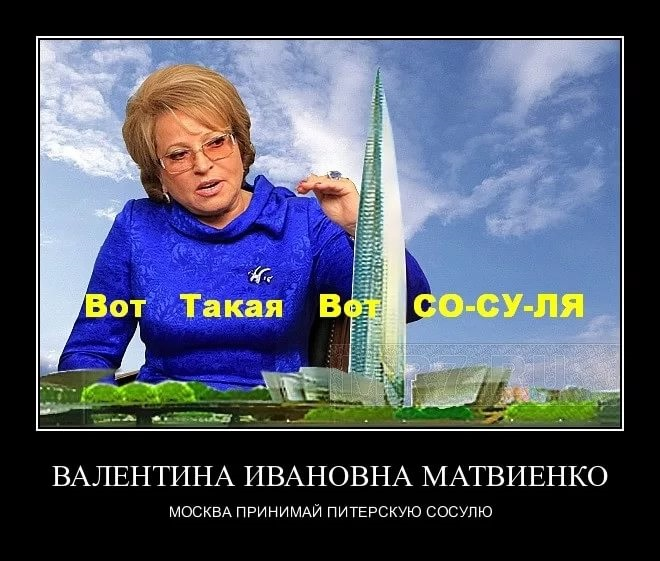 Вот Такая Вот СО-СУ-ЛЯ
ВАЛЕНТИНА ИВАНОВНА МАТВИЕНКО
МОСКВА ПРИНИМАЙ ПИТЕРСКУЮ СОСУЛЮ